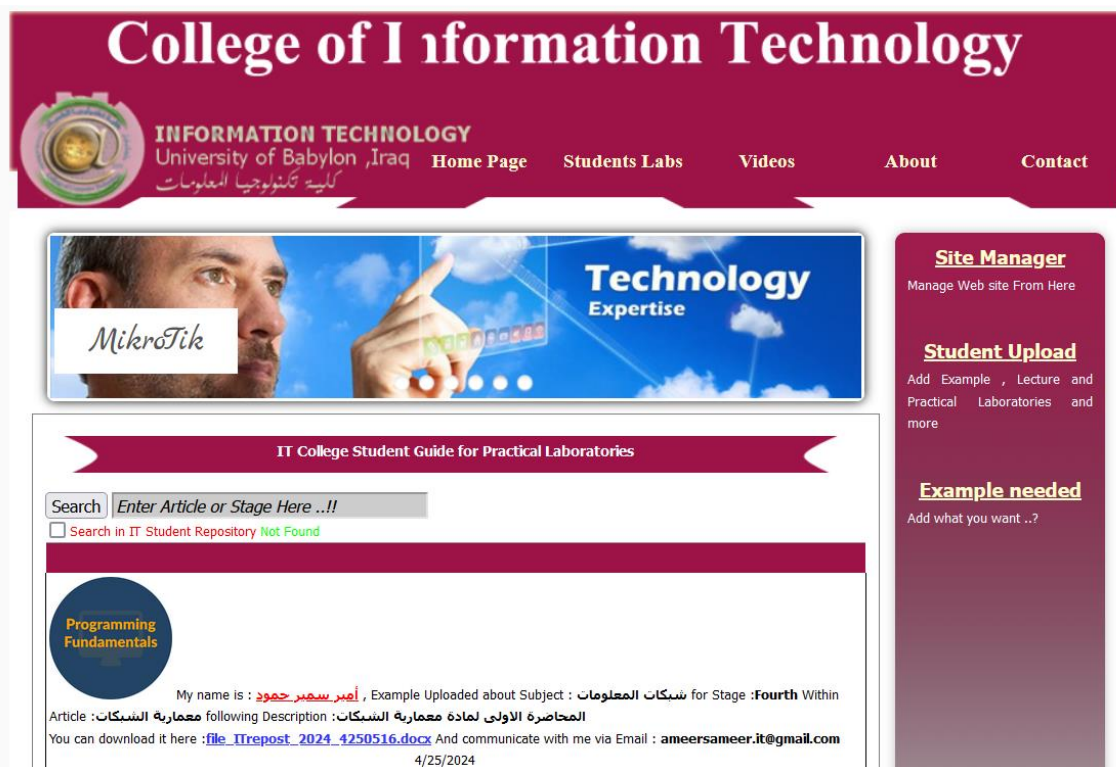 College of I nformation Technology
INFORMATION TECHNOLOGY
University of Babylon ,Iraq
كلية تكنولوجيا المعلومات
Home Page Students Labs Videos About Contact
Technology
Expertise
MikroTik
Site Manager
Manage Web site From Here
Student Upload
Add Example , Lecture and
Practical Laboratories and
more
Example needed
Add what you want ..?
IT College Student Guide for Practical Laboratories
Search Enter Article or Stage Here ..!!
Search in IT Student Repository Not Found
Programming
Fundamentals
My name is : أمير سمير حمود , Example Uploaded about Subject : شبكات المعلومات for Stage :Fourth Within
Article :معمارية الشبكات following Description :المحاضرة الاولى لمادة معمارية الشبكات
You can download it here :file_ITrepost_2024_4250516.docx And communicate with me via Email : ameersameer.it@gmail.com
4/25/2024